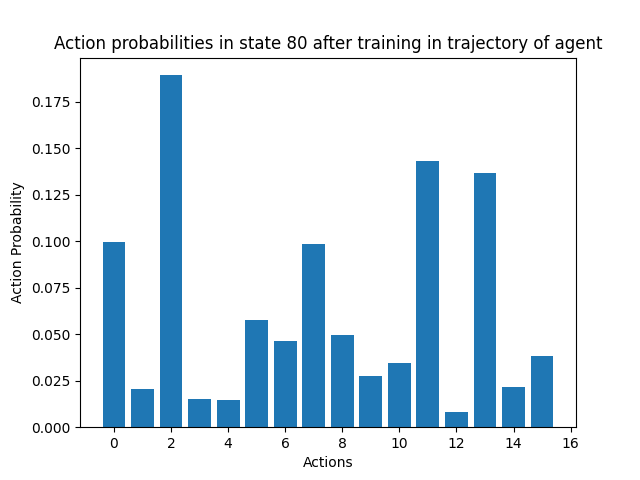 Action probabilities in state 80 after training in trajectory of agent
0.175
0.150
0.125
0.100
0.075
0.050
0.025
0.000
Action Probability
0 2 4 6 8 10 12 14 16
Actions